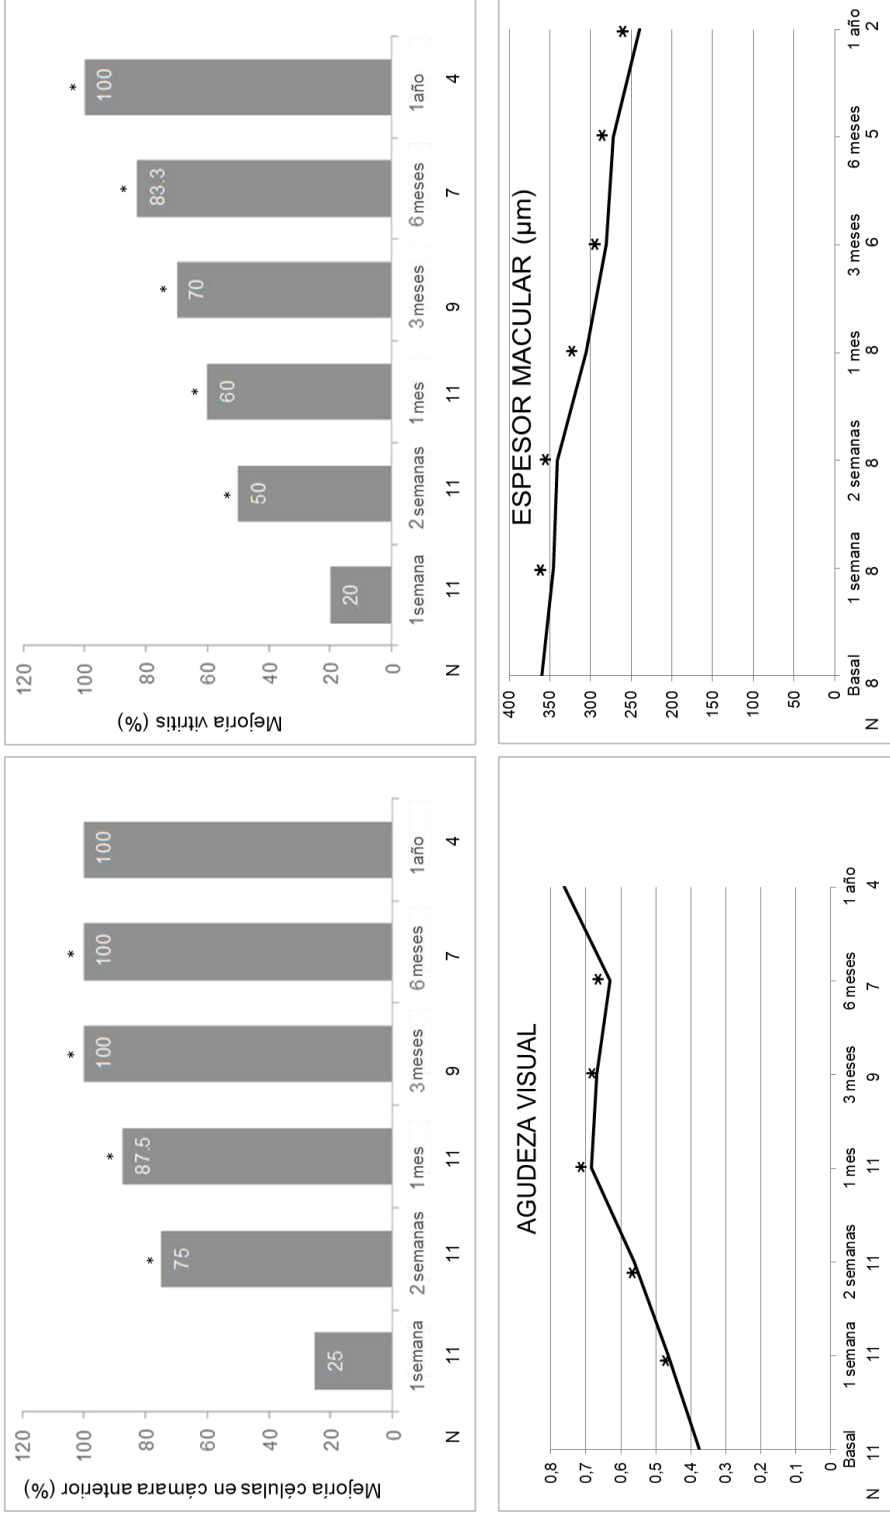 Mejoría células en cámara anterior (%)
120
100
80
60
40
20
0
25
75
87.5
100
100
100
* * * *
1semana 2semanas 1mes 3meses 6meses 1año
N 11 11 11 9 7 4
Mejoría vitritis (%)
120
100
80
60
40
20
0
20
50
60
70
83.3
100
* * * * *
1semana 2semanas 1mes 3meses 6meses 1año
N 11 11 11 9 7 4
AGUDEZA VISUAL
0,8
0,7
0,6
0,5
0,4
0,3
0,2
0,1
0
* * * * *
Basal 1 semana 2 semanas 1 mes 3 meses 6 meses 1 año
N 11 11 11 11 9 7 4
ESPESOR MACULAR (µm)
400
350
300
250
200
150
100
50
0
* * * * * *
Basal 1 semana 2 semanas 1 mes 3 meses 6 meses 1 año
N 8 8 8 8 6 5 2